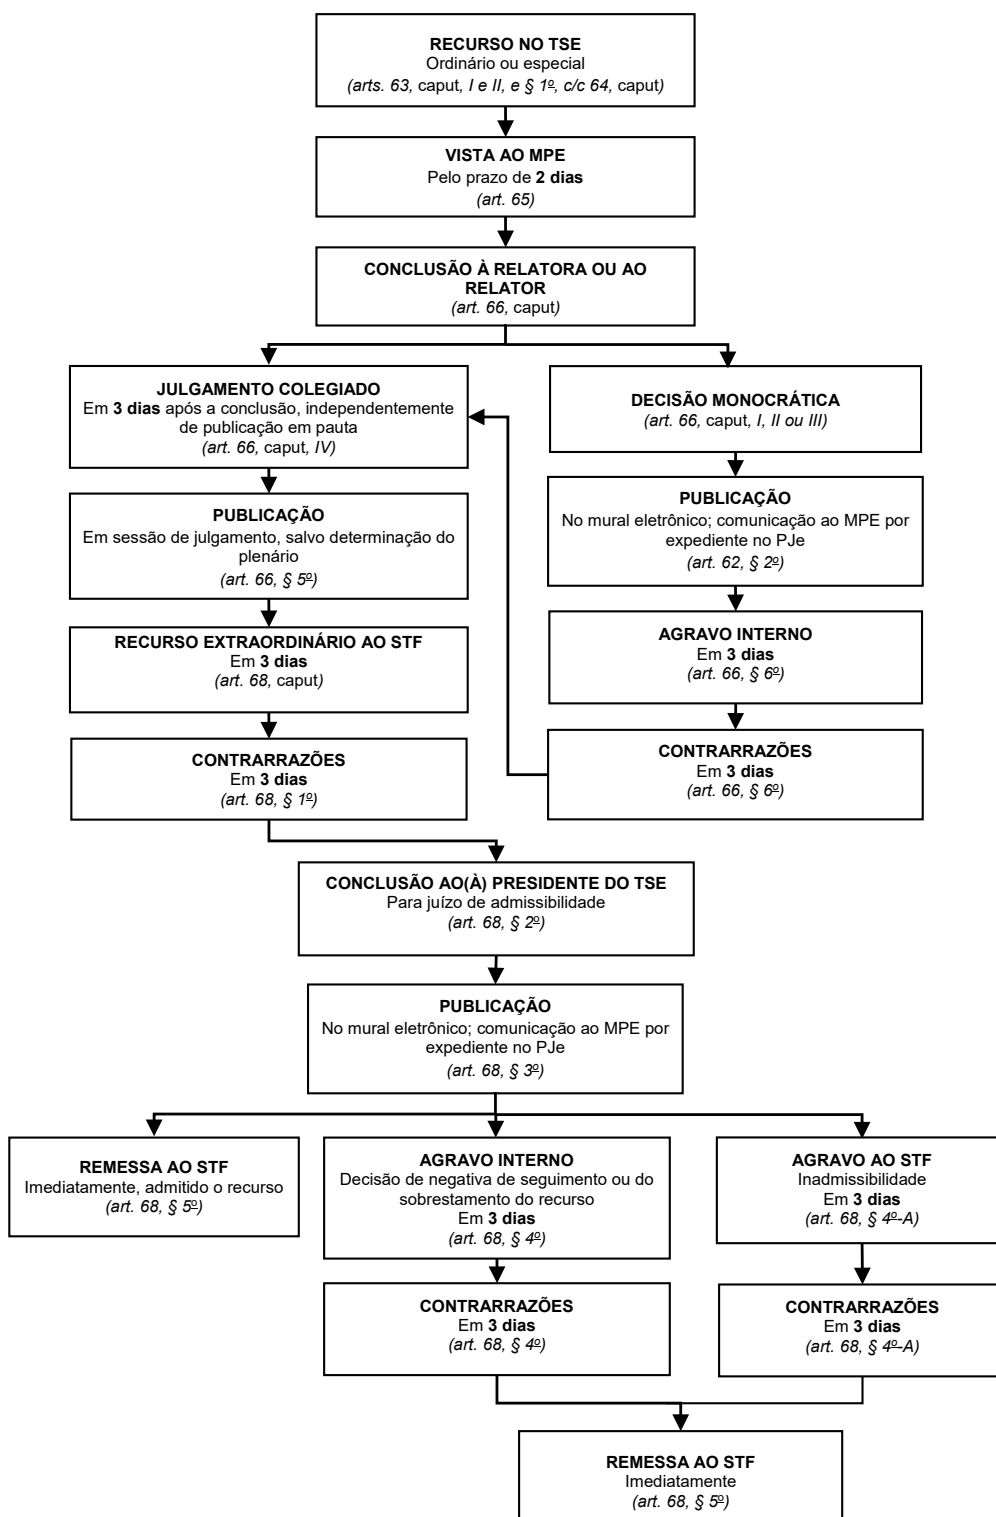 RECURSO NO TSE
Ordinário ou especial
(arts. 63, caput, I e II, e § 1º, c/c 64, caput)
VISTA AO MPE
Pelo prazo de 2 dias
(art. 65)
CONCLUSÃO À RELATORA OU AO
RELATOR
(art. 66, caput)
JULGAMENTO COLEGIADO
Em 3 dias após a conclusão, independentemente
de publicação em pauta
(art. 66, caput, IV)
DECISÃO MONOCRÁTICA
(art. 66, caput, I, II ou III)
PUBLICAÇÃO
Em sessão de julgamento, salvo determinação do
plenário
(art. 66, § 5º)
PUBLICAÇÃO
No mural eletrônico; comunicação ao MPE por
expediente no PJe
(art. 62, § 2º)
RECURSO EXTRAORDINÁRIO AO STF
Em 3 dias
(art. 68, caput)
AGRAVO INTERNO
Em 3 dias
(art. 66, § 6º)
CONTRARRAZÕES
Em 3 dias
(art. 68, § 1º)
CONTRARRAZÕES
Em 3 dias
(art. 66, § 6º)
CONCLUSÃO AO(À) PRESIDENTE DO TSE
Para juízo de admissibilidade
(art. 68, § 2º)
PUBLICAÇÃO
No mural eletrônico; comunicação ao MPE por
expediente no PJe
(art. 68, § 3º)
REMESSA AO STF
Imediatamente, admitido o recurso
(art. 68, § 5º)
AGRAVO INTERNO
Decisão de negativa de seguimento ou do
sobrestamento do recurso
Em 3 dias
(art. 68, § 4º)
AGRAVO AO STF
Inadmissibilidade
Em 3 dias
(art. 68, § 4º-A)
CONTRARRAZÕES
Em 3 dias
(art. 68, § 4º)
CONTRARRAZÕES
Em 3 dias
(art. 68, § 4º-A)
REMESSA AO STF
Imediatamente
(art. 68, § 5º)